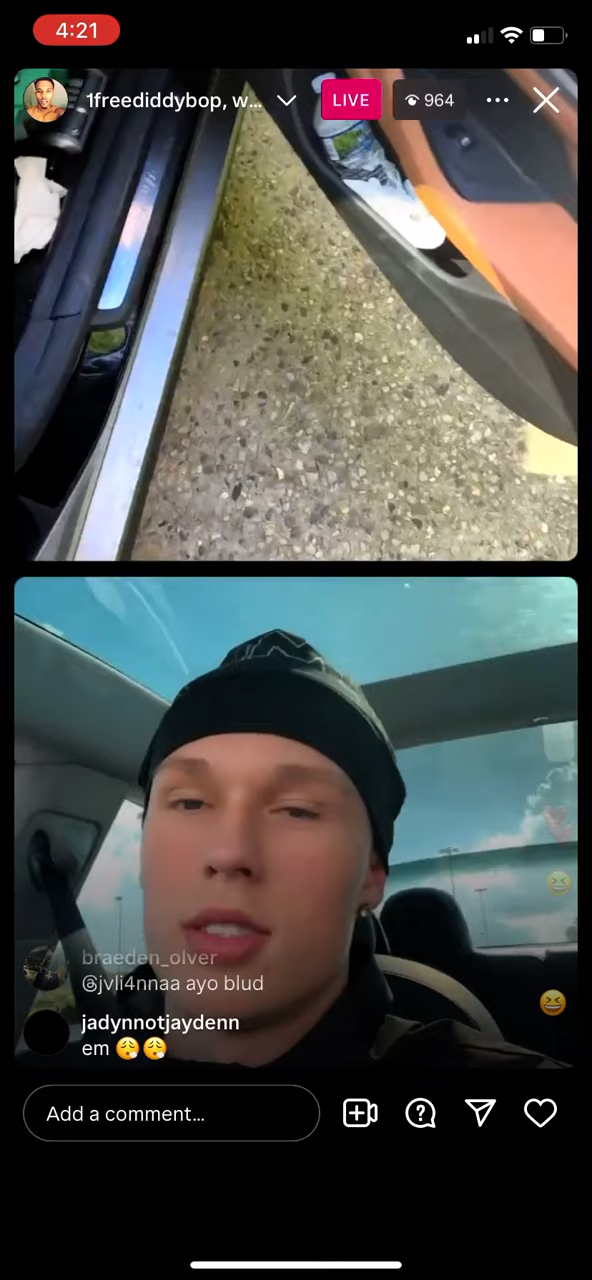 4:21
1freediddybop, w...
LIVE
964
braeden_olver
@jvli4nnaa ayo blud
jadynnotjaydenn
em 😮‍💨😮‍💨
Add a comment...